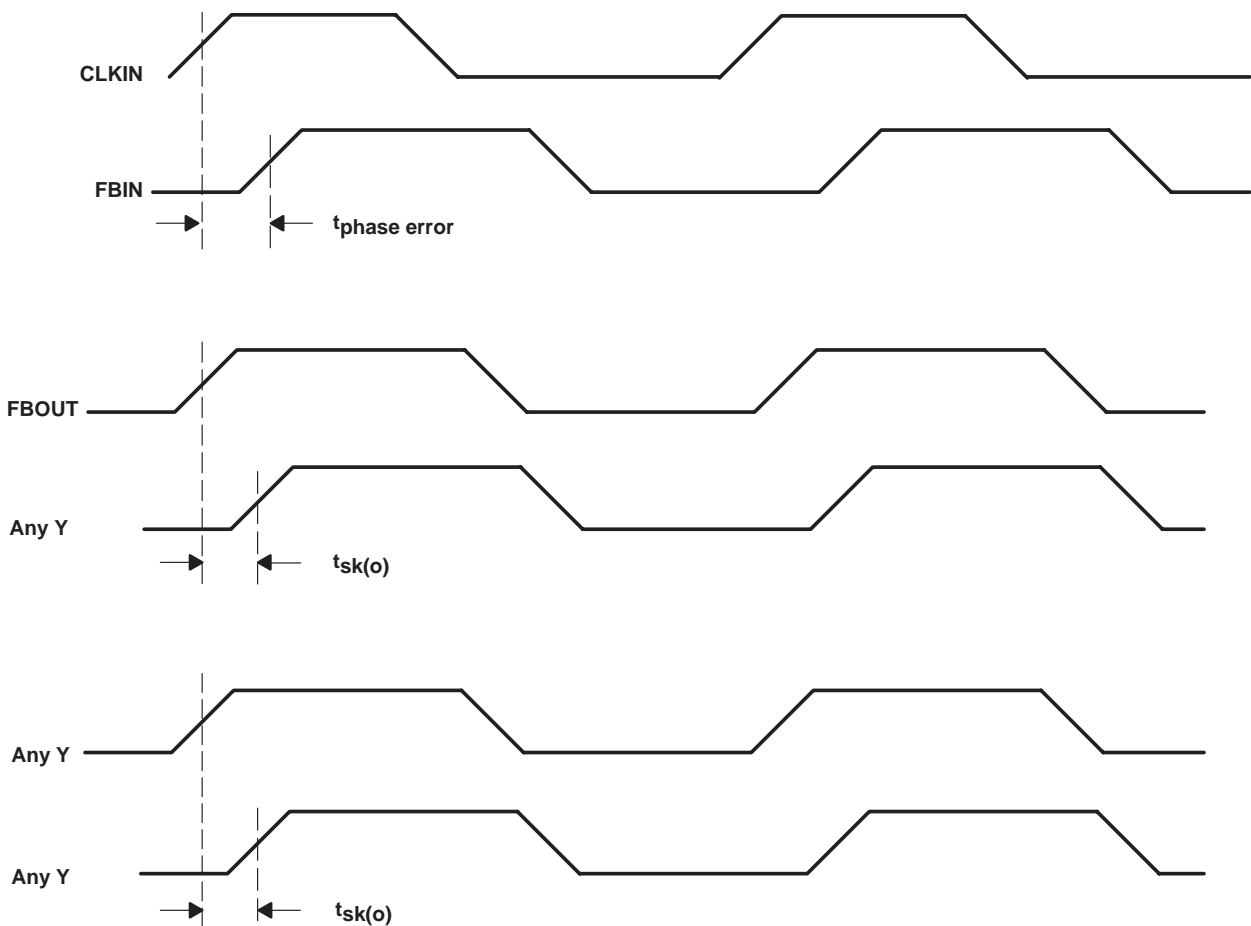 CLKIN
FBIN
tphase error
FBOUT
Any Y
tsk(o)
Any Y
Any Y
tsk(o)